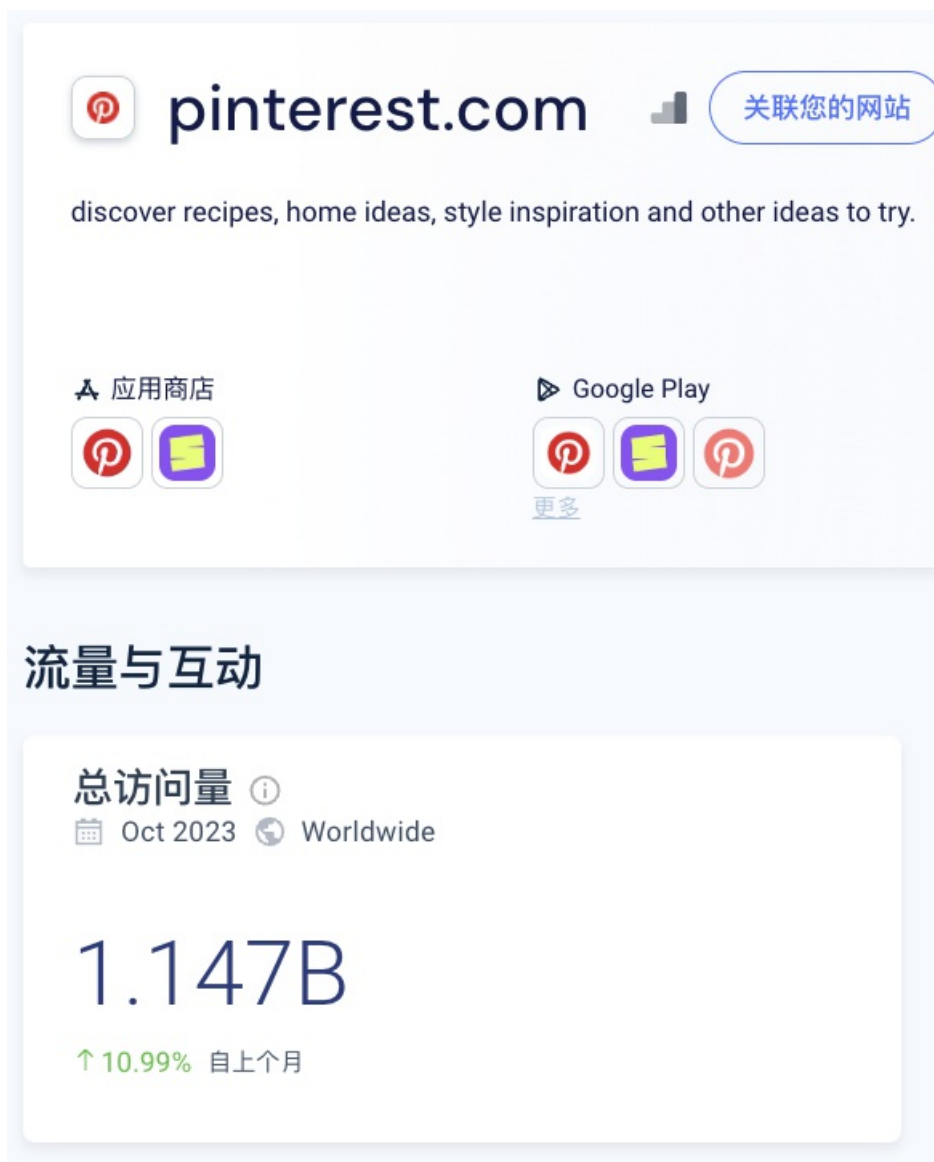 pinterest.com
关联您的网站
discover recipes, home ideas, style inspiration and other ideas to try.
应用商店
Google Play
更多
流量与互动
总访问量
Oct 2023 Worldwide
1.147B
↑ 10.99% 自上个月